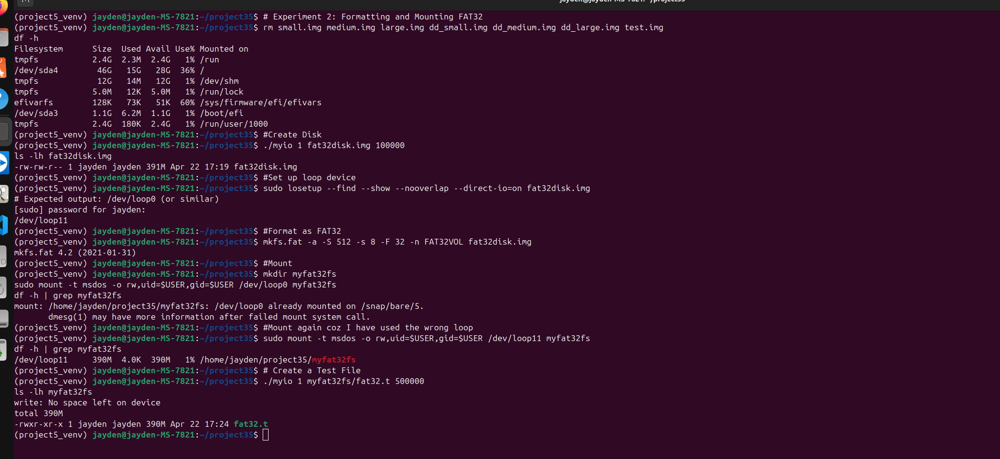 (project5_venv) jayden@jayden-MS-7821:~/project35$ # Experiment 2: Formatting and Mounting FAT32
(project5_venv) jayden@jayden-MS-7821:~/project35$ rm small.img medium.img large.img dd_small.img dd_medium.img dd_large.img test.img
df -h
Filesystem      Size  Used Avail Use% Mounted on
tmpfs           2.4G  2.3M  2.4G   1% /run
/dev/sda4        46G   15G   28G  36% /
tmpfs            12G   14M   12G   1% /dev/shm
tmpfs           5.0M   12K  5.0M   1% /run/lock
efivarfs        128K   73K   51K  60% /sys/firmware/efi/efivars
/dev/sda3       1.1G  6.2M  1.1G   1% /boot/efi
tmpfs           2.4G  180K  2.4G   1% /run/user/1000
(project5_venv) jayden@jayden-MS-7821:~/project35$ #Create Disk
(project5_venv) jayden@jayden-MS-7821:~/project35$ ./myio 1 fat32disk.img 100000
ls -lh fat32disk.img
-rw-rw-r-- 1 jayden jayden 391M Apr 22 17:19 fat32disk.img
(project5_venv) jayden@jayden-MS-7821:~/project35$ #Set up loop device
(project5_venv) jayden@jayden-MS-7821:~/project35$ sudo losetup --find --show --nooverlap --direct-io=on fat32disk.img
# Expected output: /dev/loop0 (or similar)
[sudo] password for jayden:
/dev/loop11
(project5_venv) jayden@jayden-MS-7821:~/project35$ #Format as FAT32
(project5_venv) jayden@jayden-MS-7821:~/project35$ mkfs.fat -a -S 512 -s 8 -F 32 -n FAT32VOL fat32disk.img
mkfs.fat 4.2 (2021-01-31)
(project5_venv) jayden@jayden-MS-7821:~/project35$ #Mount
(project5_venv) jayden@jayden-MS-7821:~/project35$ mkdir myfat32fs
sudo mount -t msdos -o rw,uid=$USER,gid=$USER /dev/loop0 myfat32fs
df -h | grep myfat32fs
mount: /home/jayden/project35/myfat32fs: /dev/loop0 already mounted on /snap/bare/5.
       dmesg(1) may have more information after failed mount system call.
(project5_venv) jayden@jayden-MS-7821:~/project35$ #Mount again coz I have used the wrong loop
(project5_venv) jayden@jayden-MS-7821:~/project35$ sudo mount -t msdos -o rw,uid=$USER,gid=$USER /dev/loop11 myfat32fs
df -h | grep myfat32fs
/dev/loop11     390M  4.0K  390M   1% /home/jayden/project35/myfat32fs
(project5_venv) jayden@jayden-MS-7821:~/project35$ # Create a Test File
(project5_venv) jayden@jayden-MS-7821:~/project35$ ./myio 1 myfat32fs/fat32.t 500000
ls -lh myfat32fs
write: No space left on device
total 390M
-rwxr-xr-x 1 jayden jayden 390M Apr 22 17:24 fat32.t
(project5_venv) jayden@jayden-MS-7821:~/project35$